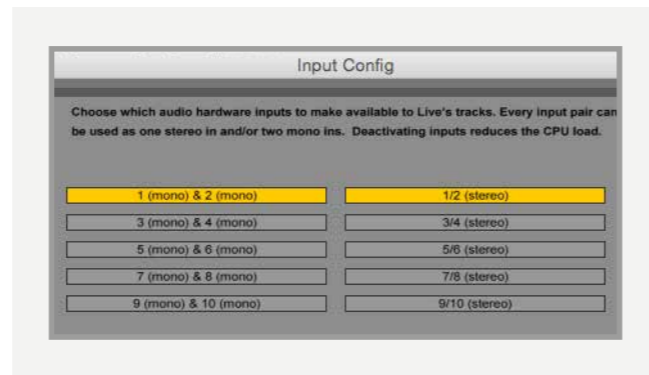 Input Config
Choose which audio hardware inputs to make available to Live's tracks. Every input pair can
be used as one stereo in and/or two mono ins. Deactivating inputs reduces the CPU load.
1 (mono) & 2 (mono)
1/2 (stereo)
3 (mono) & 4 (mono)
3/4 (stereo)
5 (mono) & 6 (mono)
5/6 (stereo)
7 (mono) & 8 (mono)
7/8 (stereo)
9 (mono) & 10 (mono)
9/10 (stereo)